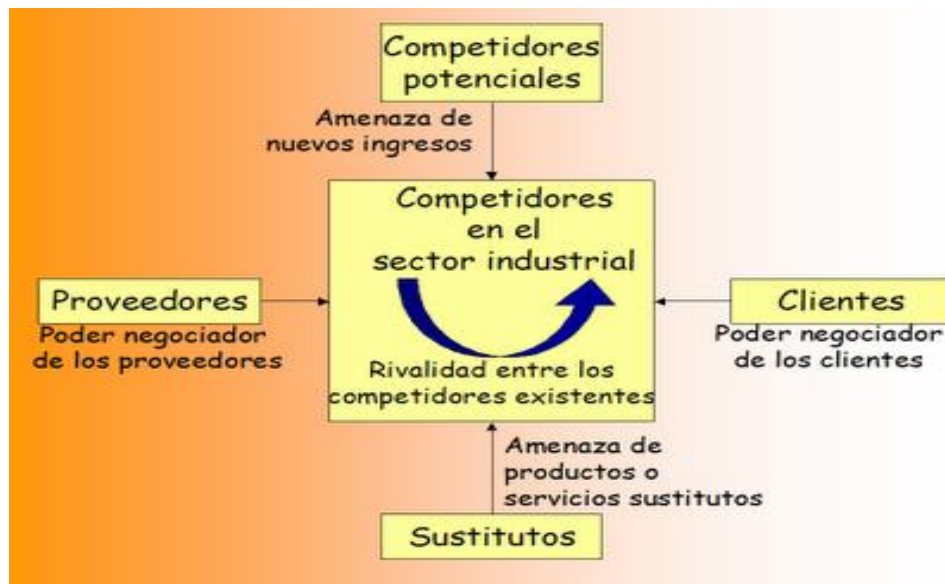 Competidores
potenciales
Amenaza de
nuevos ingresos
Competidores
en el
sector industrial
Proveedores
Poder negociador
de los proveedores
Clientes
Poder negociador
de los clientes
Rivalidad entre los
competidores existentes
Amenaza de
productos o
servicios sustitutos
Sustitutos